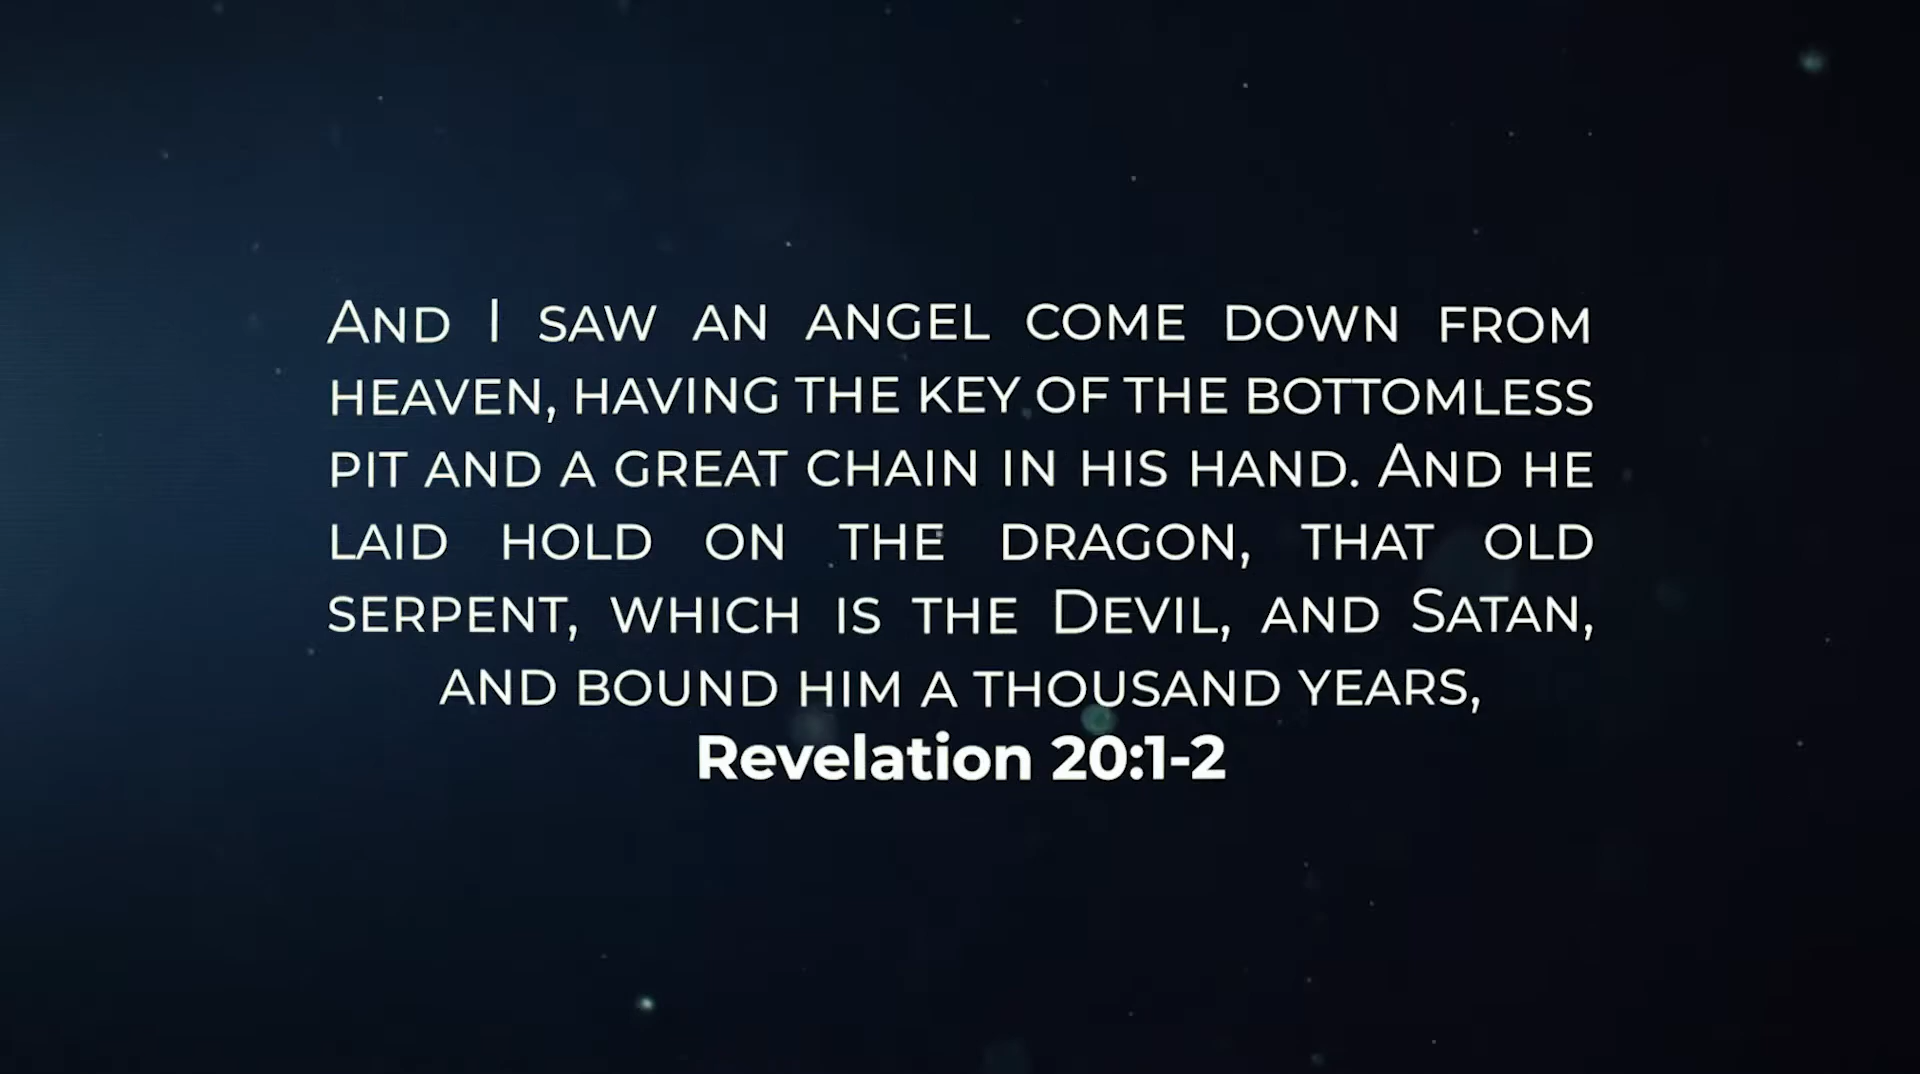 And I saw an angel come down from
heaven, having the key of the bottomless
pit and a great chain in his hand. And he
laid hold on the dragon, that old
serpent, which is the Devil, and Satan,
and bound him a thousand years,
Revelation 20:1-2